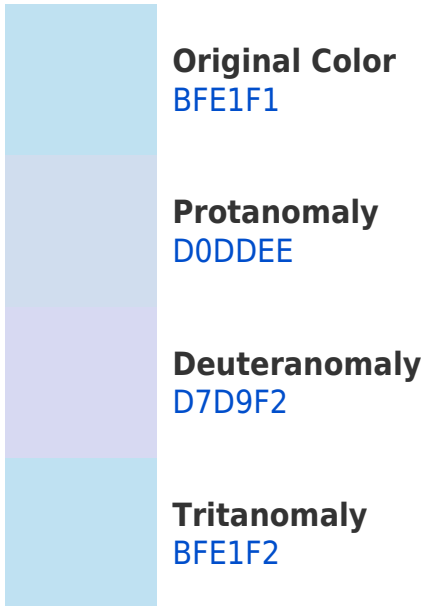 Original Color
BFE1F1
Protanomaly
D0DDEE
Deuteranomaly
D7D9F2
Tritanomaly
BFE1F2